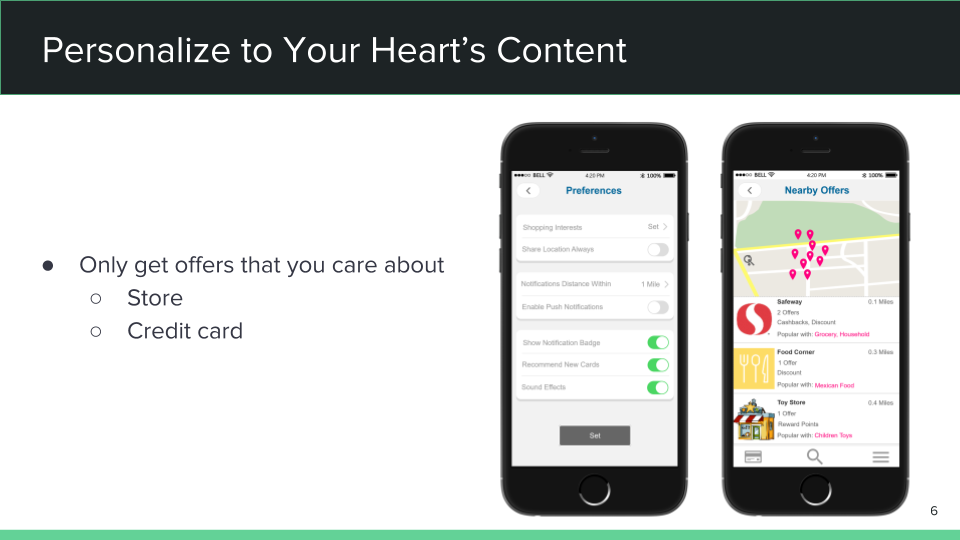 Personalize to Your Heart’s Content
● Only get offers that you care about
○ Store
○ Credit card
BELL 4:20 PM 100%
Preferences
Shopping Interests Set
Share Location Always
Notifications Distance Within 1 Mile
Enable Push Notifications
Show Notification Badge
Recommend New Cards
Sound Effects
Set
BELL 4:20 PM 100%
Nearby Offers
Safeway 0.1 Miles
2 Offers
Cashbacks, Discount
Popular with: Grocery, Household
Food Corner 0.3 Miles
1 Offer
Discount
Popular with: Mexican Food
Toy Store 0.4 Miles
1 Offer
Reward Points
Popular with: Children Toys
6